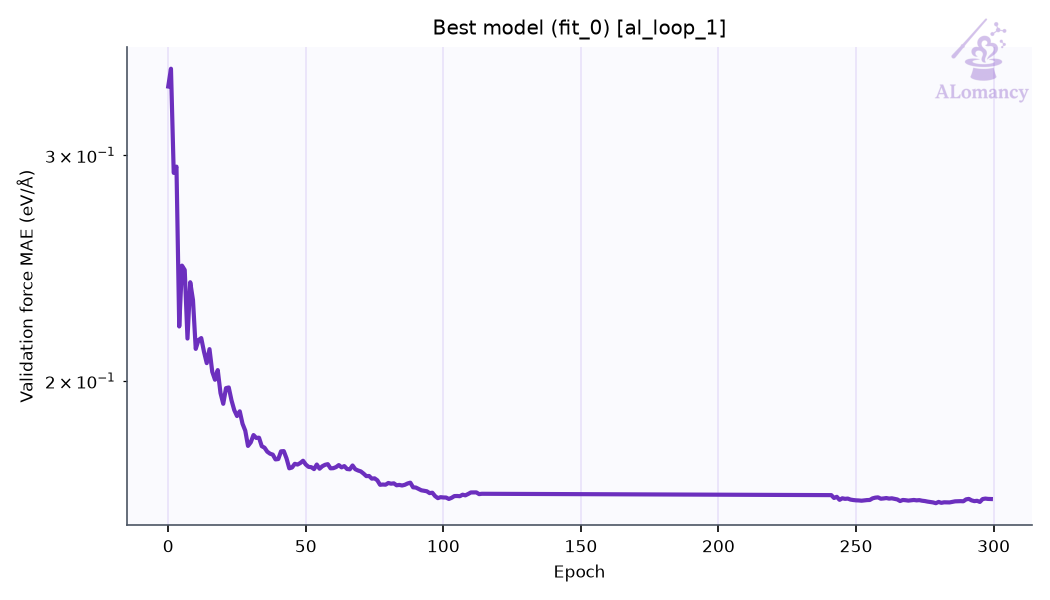 Best model (fit_0) [al_loop_1]
ALomancy
Validation force MAE (eV/Å)
3 × 10⁻¹
2 × 10⁻¹
0 50 100 150 200 250 300
Epoch